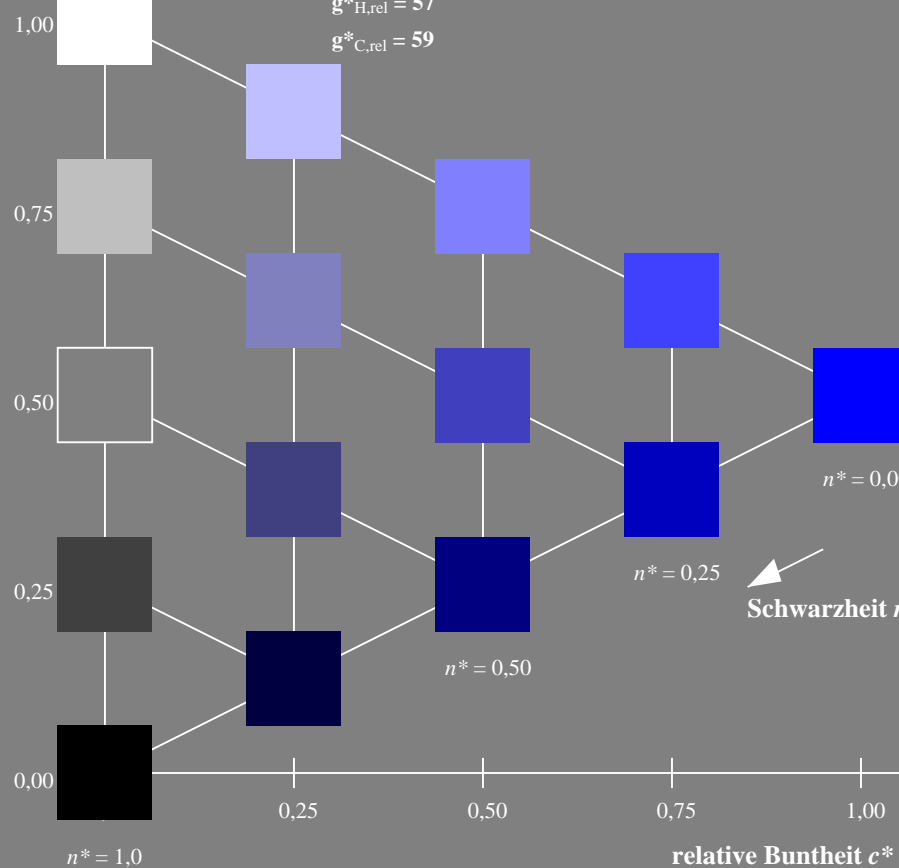 g*H,rel = 57
1,00
g*C,rel = 59
0,75
0,50
n* = 0,0
n* = 0,25
0,25
Schwarzheit n
n* = 0,50
0,00
0,25 0,50 0,75 1,00
n* = 1,0
relative Buntheit c*